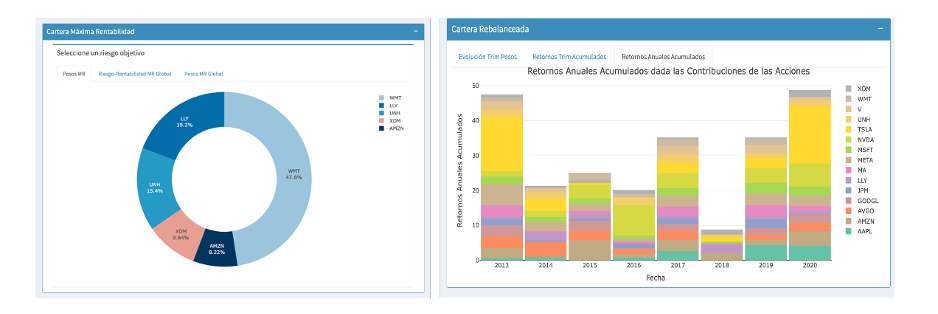 Cartera Máxima Rentabilidad
Seleccione un riesgo objetivo
Pesos MR Riesgo-Rentabilidad MR Global Pesos MR Global
WMT
LLY
UNH
XOM
AMZN
LLY
19.2%
WMT
47.6%
UNH
15.4%
XOM
9.64%
AMZN
8.22%
Cartera Rebalanceada
Evolución Trim Pesos Retornos Trim Acumulados Retornos Anuales Acumulados
Retornos Anuales Acumulados dada las Contribuciones de las Acciones
Retornos Anuales Acumulados
50
40
30
20
10
0
2013 2014 2015 2016 2017 2018 2019 2020
Fecha
XOM
WMT
V
UNH
TSLA
NVDA
MSFT
META
MA
LLY
JPM
GOOGL
AVGO
AMZN
AAPL